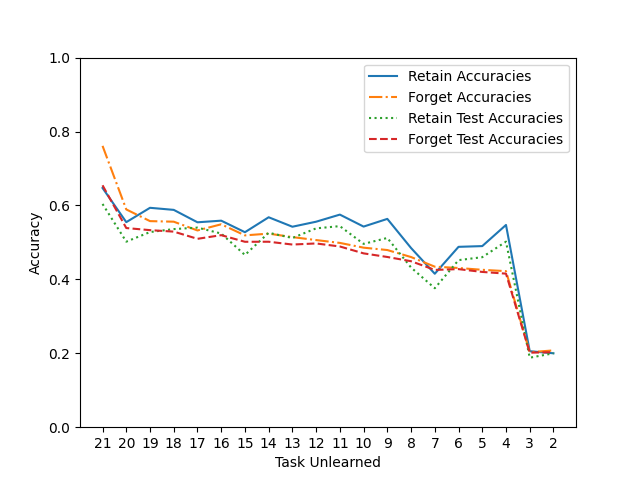 1.0
0.8
0.6
0.4
0.2
0.0
Accuracy
Retain Accuracies
Forget Accuracies
Retain Test Accuracies
Forget Test Accuracies
21 20 19 18 17 16 15 14 13 12 11 10 9 8 7 6 5 4 3 2
Task Unlearned